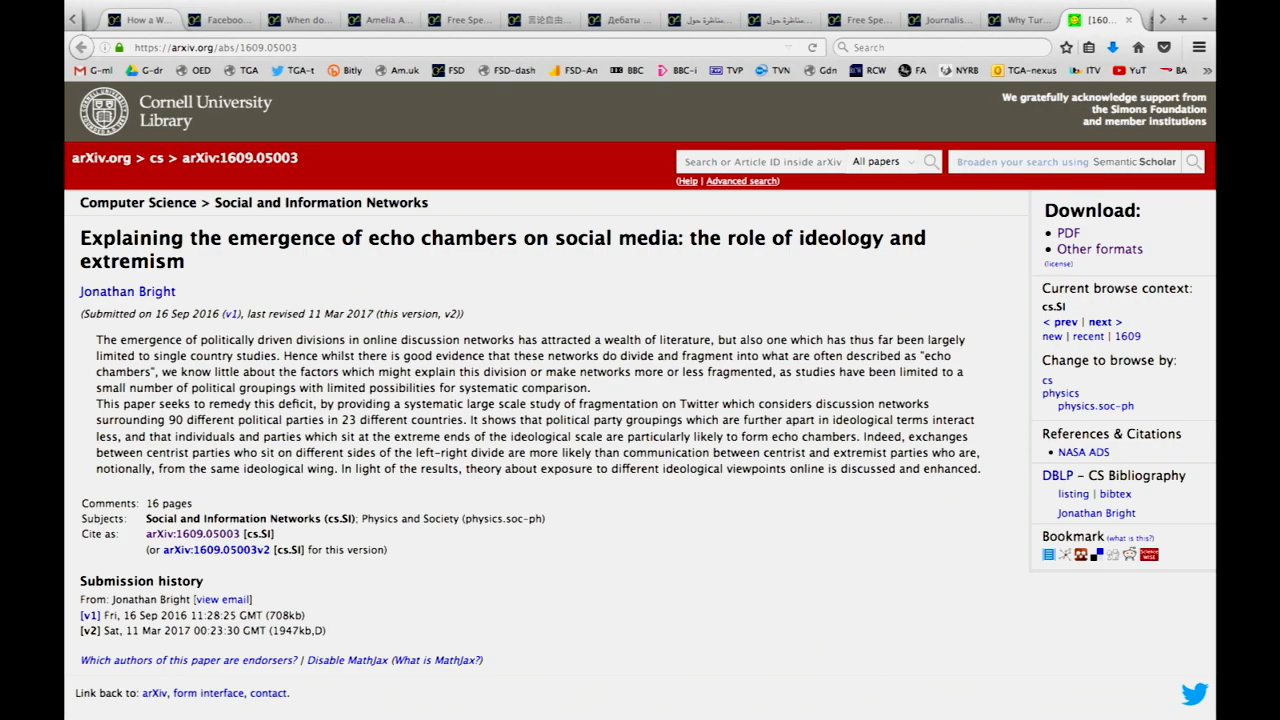 How a W...
Faceboo...
When do...
Amelia A...
Free Spe...
言论自由...
Дебаты ...
مناظرة حول...
مناظرة حول...
Free Spe...
Journalis...
Why Tur...
[160...
https://arxiv.org/abs/1609.05003
Search
G-ml G-dr OED TGA TGA-t Bitly Am.uk FSD FSD-dash FSD-An BBC BBC-i TVP TVN Gdn RCW FA NYRB TGA-nexus ITV YuT BA
Cornell University
Library
We gratefully acknowledge support from
the Simons Foundation
and member institutions
arXiv.org > cs > arXiv:1609.05003
Search or Article ID inside arXiv All papers
Broaden your search using Semantic Scholar
(Help | Advanced search)
Computer Science > Social and Information Networks
Explaining the emergence of echo chambers on social media: the role of ideology and
extremism
Jonathan Bright
(Submitted on 16 Sep 2016 (v1), last revised 11 Mar 2017 (this version, v2))
The emergence of politically driven divisions in online discussion networks has attracted a wealth of literature, but also one which has thus far been largely
limited to single country studies. Hence whilst there is good evidence that these networks do divide and fragment into what are often described as "echo
chambers", we know little about the factors which might explain this division or make networks more or less fragmented, as studies have been limited to a
small number of political groupings with limited possibilities for systematic comparison.
This paper seeks to remedy this deficit, by providing a systematic large scale study of fragmentation on Twitter which considers discussion networks
surrounding 90 different political parties in 23 different countries. It shows that political party groupings which are further apart in ideological terms interact
less, and that individuals and parties which sit at the extreme ends of the ideological scale are particularly likely to form echo chambers. Indeed, exchanges
between centrist parties who sit on different sides of the left-right divide are more likely than communication between centrist and extremist parties who are,
notionally, from the same ideological wing. In light of the results, theory about exposure to different ideological viewpoints online is discussed and enhanced.
Comments: 16 pages
Subjects: Social and Information Networks (cs.SI); Physics and Society (physics.soc-ph)
Cite as: arXiv:1609.05003 [cs.SI]
(or arXiv:1609.05003v2 [cs.SI] for this version)
Submission history
From: Jonathan Bright [view email]
[v1] Fri, 16 Sep 2016 11:28:25 GMT (708kb)
[v2] Sat, 11 Mar 2017 00:23:30 GMT (1947kb,D)
Which authors of this paper are endorsers? | Disable MathJax (What is MathJax?)
Link back to: arXiv, form interface, contact.
Download:
PDF
Other formats
(license)
Current browse context:
cs.SI
< prev | next >
new | recent | 1609
Change to browse by:
cs
physics
physics.soc-ph
References & Citations
NASA ADS
DBLP – CS Bibliography
listing | bibtex
Jonathan Bright
Bookmark (what is this?)